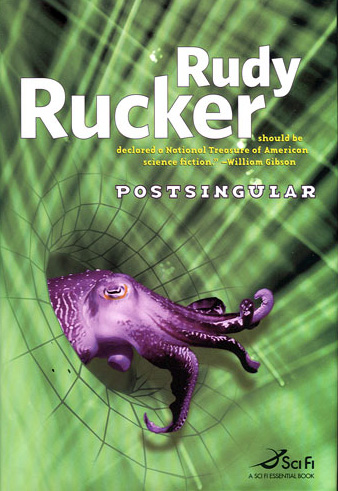 Rudy
Rucker
should be
declared a National Treasure of American
science fiction."—William Gibson
POSTSINGULAR
SCI FI
A SCI FI ESSENTIAL BOOK